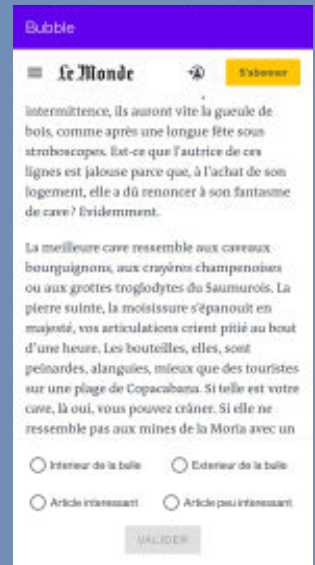 Bubble
Le Monde
S'abonner
intermittence, ils auront vite la gueule de
bois, comme après une longue fête sous
stroboscopes. Est-ce que l'autrice de ces
lignes est jalouse parce que, à l'achat de son
logement, elle a dû renoncer à son fantasme
de cave ? Evidemment.
La meilleure cave ressemble aux caveaux
bourguignons, aux crayères champenoises
ou aux grottes troglodytes du Saumurois. La
pierre suinte, la moisissure s'épanouit en
majesté, vos articulations crient pitié au bout
d'une heure. Les bouteilles, elles, sont
peinardes, alanguies, mieux que des touristes
sur une plage de Copacabana. Si telle est votre
cave, là oui, vous pouvez crâner. Si elle ne
ressemble pas aux mines de la Moria avec un
Interieur de la bulle
Exterieur de la bulle
Article interessant
Article peu interessant
VALIDER